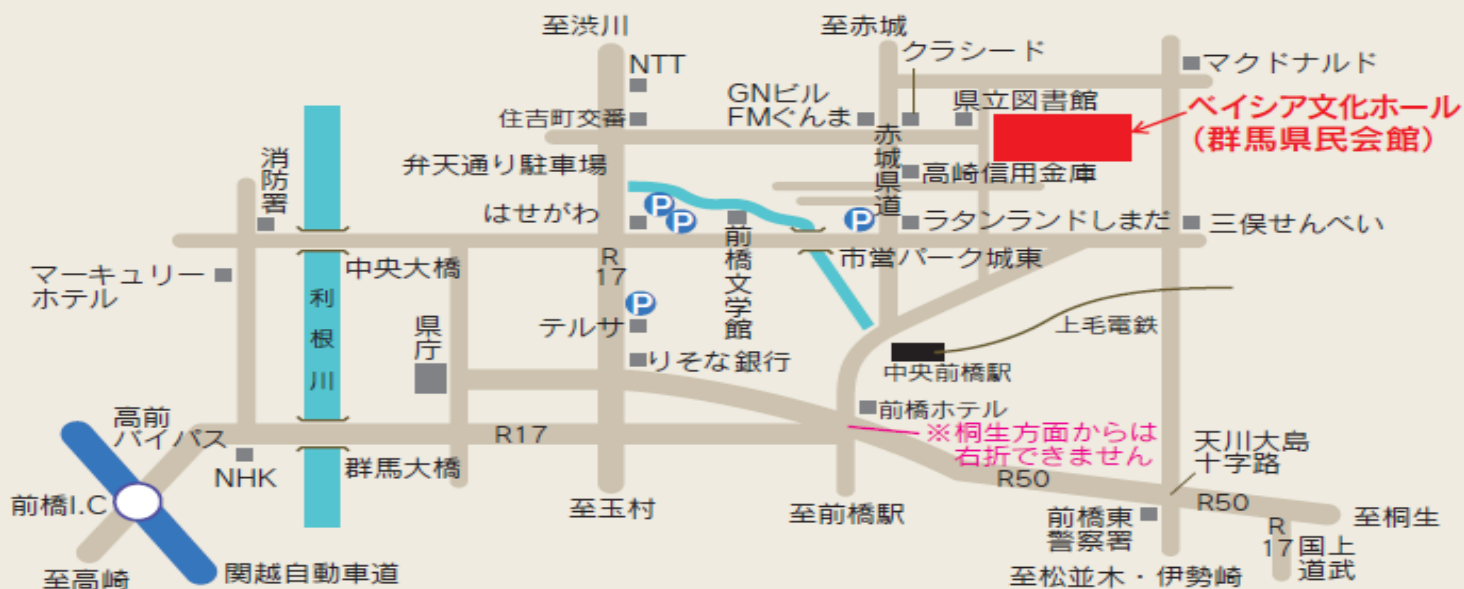 至渋川
至赤城
クラシード
NTT
マクドナルド
GNビル
FMぐんま
県立図書館
住吉町交番
ベイシア文化ホール
(群馬県民会館)
赤城県道
消防署
弁天通り駐車場
高崎信用金庫
はせがわ
P
P
P
ラタンランドしまだ
三俣せんべい
前橋文学館
R
17
市営パーク城東
中央大橋
マーキュリー
ホテル
利根川
P
県庁
テルサ
上毛電鉄
りそな銀行
中央前橋駅
高前
バイパス
前橋ホテル
R17
※桐生方面からは
右折できません
天川大島
十字路
NHK
群馬大橋
R50
前橋I.C
R50
至玉村
至前橋駅
前橋東
警察署
至桐生
R
17
国上
道武
至高崎
関越自動車道
至松並木・伊勢崎